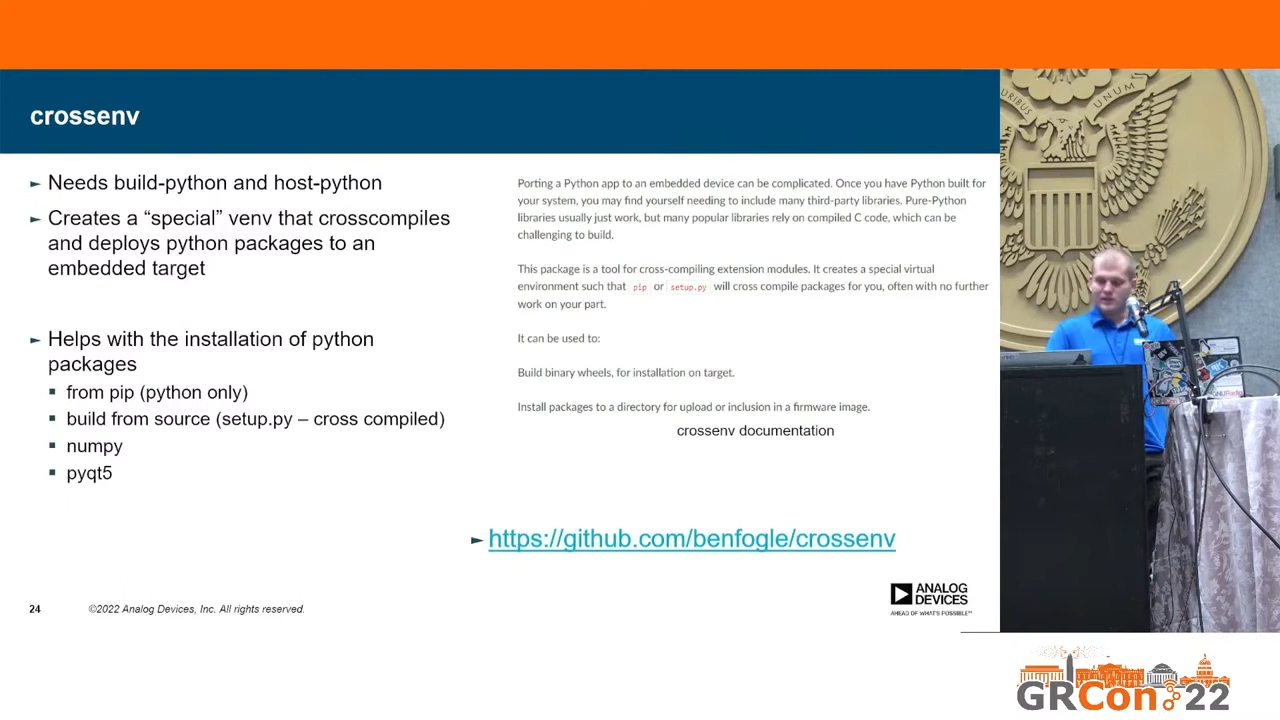 crossenv
► Needs build-python and host-python
► Creates a “special” venv that crosscompiles
and deploys python packages to an
embedded target
► Helps with the installation of python
packages
▪ from pip (python only)
▪ build from source (setup.py – cross compiled)
▪ numpy
▪ pyqt5
Porting a Python app to an embedded device can be complicated. Once you have Python built for
your system, you may find yourself needing to include many third-party libraries. Pure-Python
libraries usually just work, but many popular libraries rely on compiled C code, which can be
challenging to build.
This package is a tool for cross-compiling extension modules. It creates a special virtual
environment such that pip or setup.py will cross compile packages for you, often with no further
work on your part.
It can be used to:
Build binary wheels, for installation on target.
Install packages to a directory for upload or inclusion in a firmware image.
crossenv documentation
► https://github.com/benfogle/crossenv
24
©2022 Analog Devices, Inc. All rights reserved.
ANALOG
DEVICES
AHEAD OF WHAT'S POSSIBLE™
URIBUS UNUM
GRCon 22